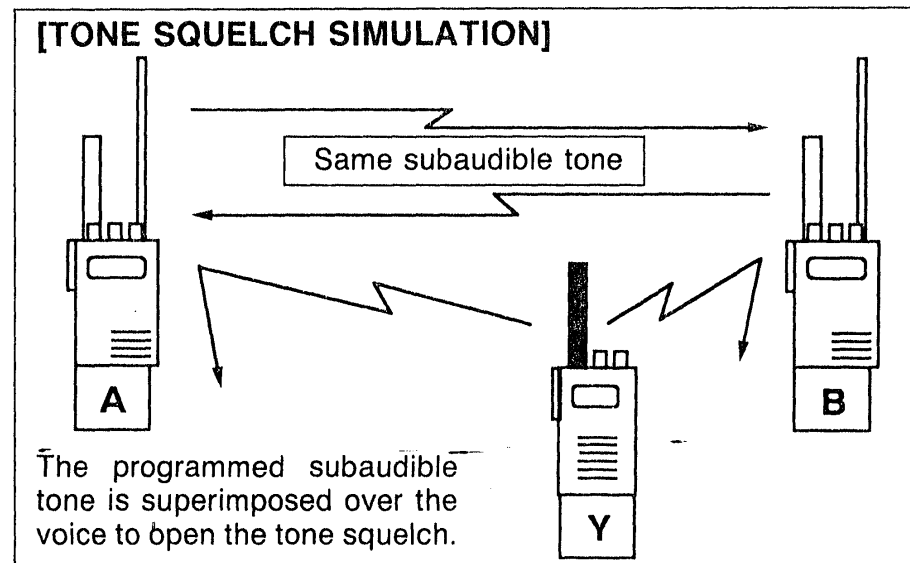 [TONE SQUELCH SIMULATION]
Same subaudible tone
A
B
Y
The programmed subaudible
tone is superimposed over the
voice to open the tone squelch.